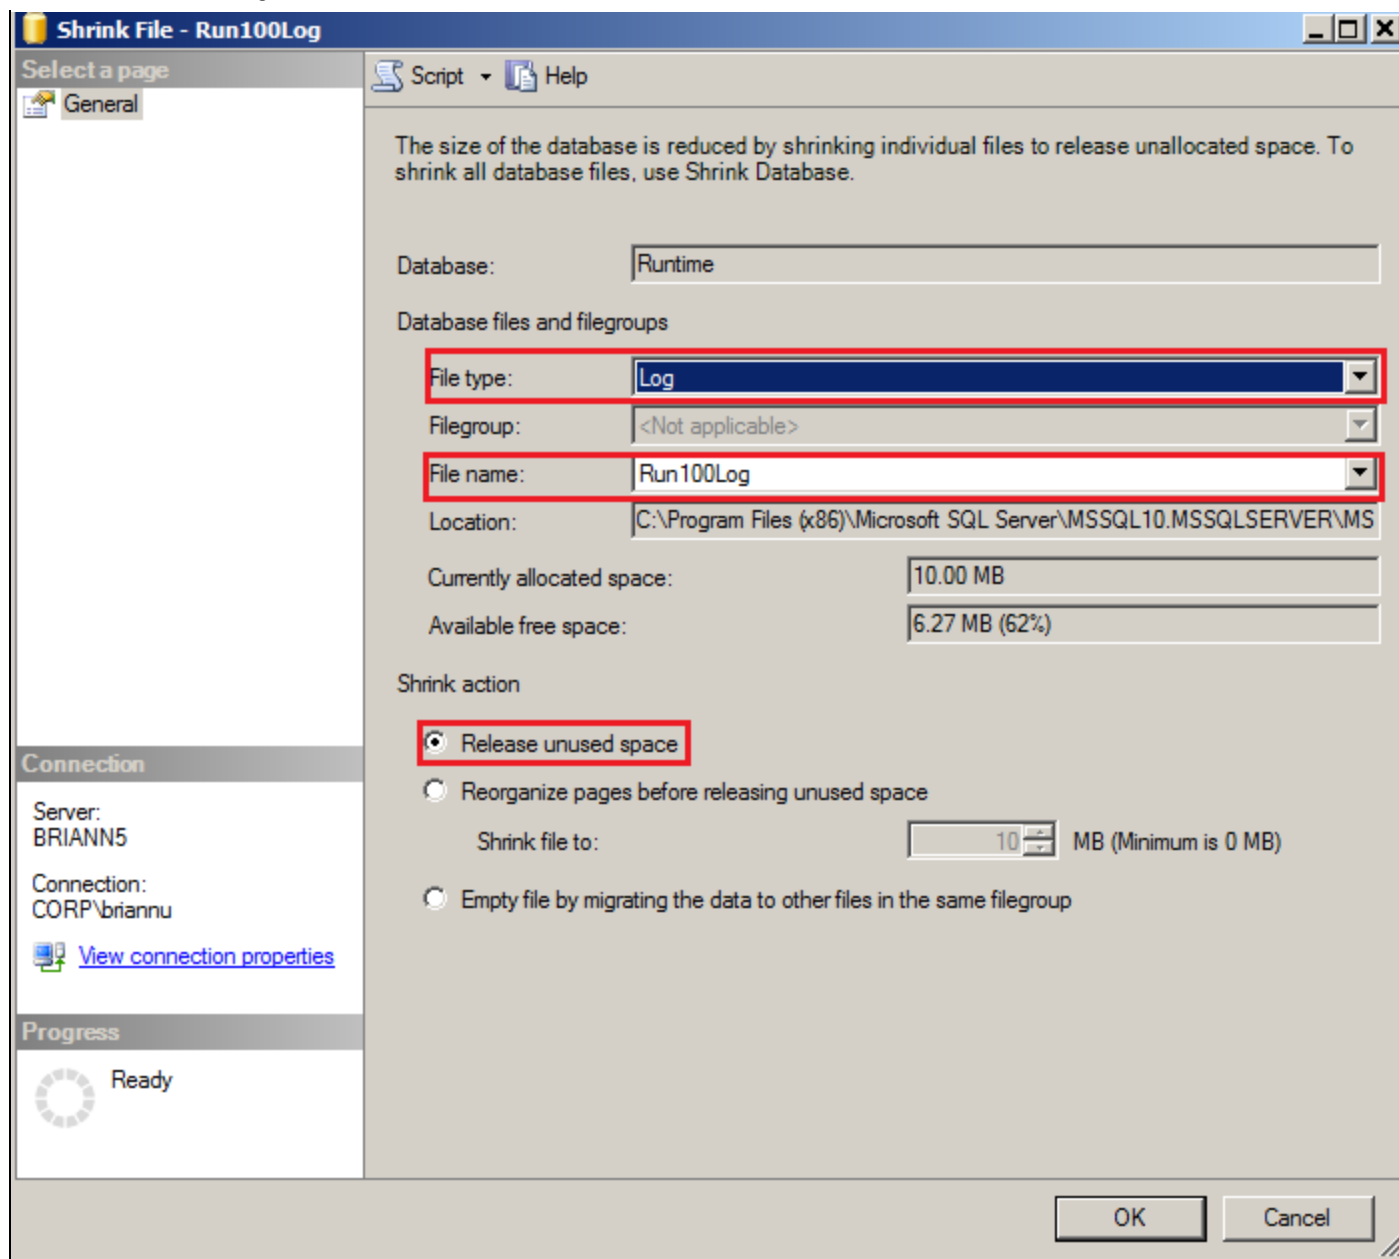 Shrink File - Run100Log
Select a page
General
Script
Help
The size of the database is reduced by shrinking individual files to release unallocated space. To
shrink all database files, use Shrink Database.
Database: Runtime
Database files and filegroups
File type: Log
Filegroup: <Not applicable>
File name: Run100Log
Location: C:\Program Files (x86)\Microsoft SQL Server\MSSQL10.MSSQLSERVER\MS
Currently allocated space: 10.00 MB
Available free space: 6.27 MB (62%)
Shrink action
Release unused space
Reorganize pages before releasing unused space
Shrink file to: 10 MB (Minimum is 0 MB)
Empty file by migrating the data to other files in the same filegroup
Connection
Server:
BRIANN5
Connection:
CORP\briannu
View connection properties
Progress
Ready
OK
Cancel